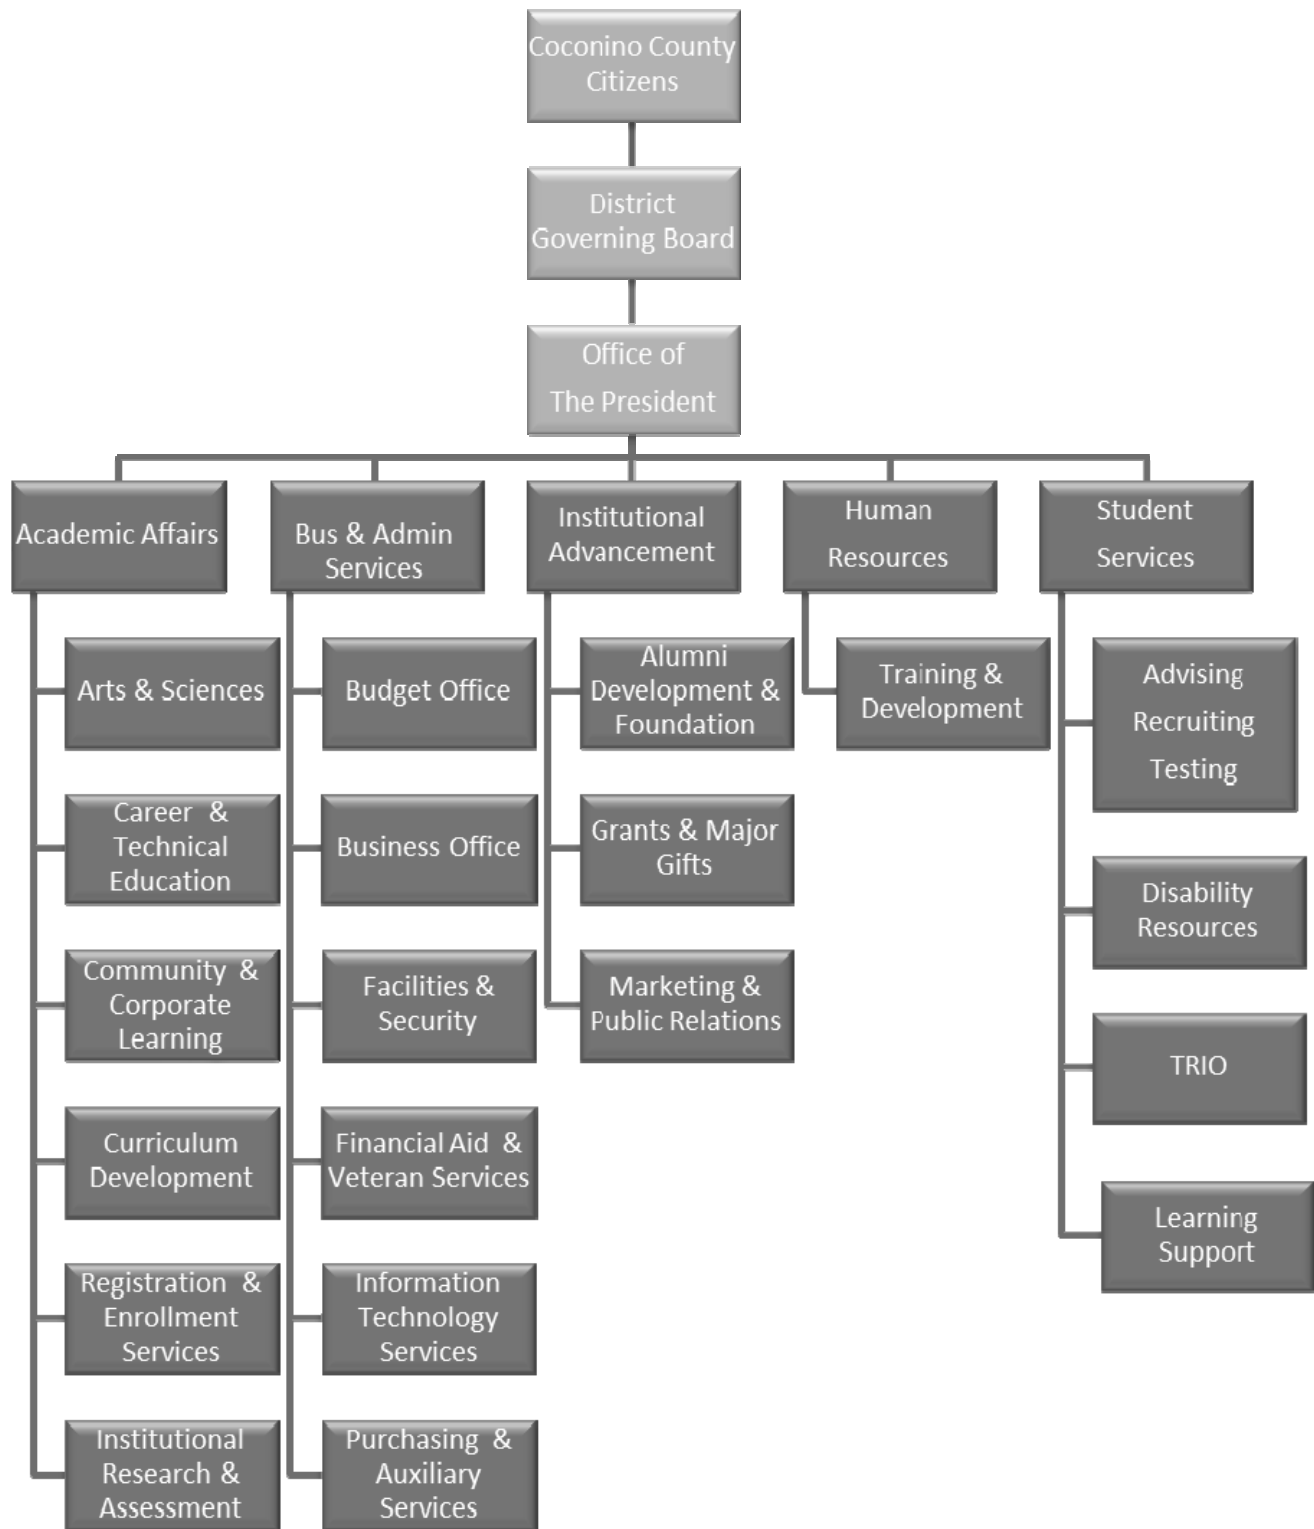 Coconino County
Citizens
District
Governing Board
Office of
The President
Academic Affairs
Bus & Admin
Services
Institutional
Advancement
Human
Resources
Student
Services
Arts & Sciences
Career & 
Technical
Education
Community &
Corporate
Learning
Curriculum
Development
Registration &
Enrollment
Services
Institutional
Research &
Assessment
Budget Office
Business Office
Facilities &
Security
Financial Aid &
Veteran Services
Information
Technology
Services
Purchasing &
Auxiliary
Services
Alumni
Development &
Foundation
Grants & Major
Gifts
Marketing &
Public Relations
Training &
Development
Advising
Recruiting
Testing
Disability
Resources
TRIO
Learning
Support